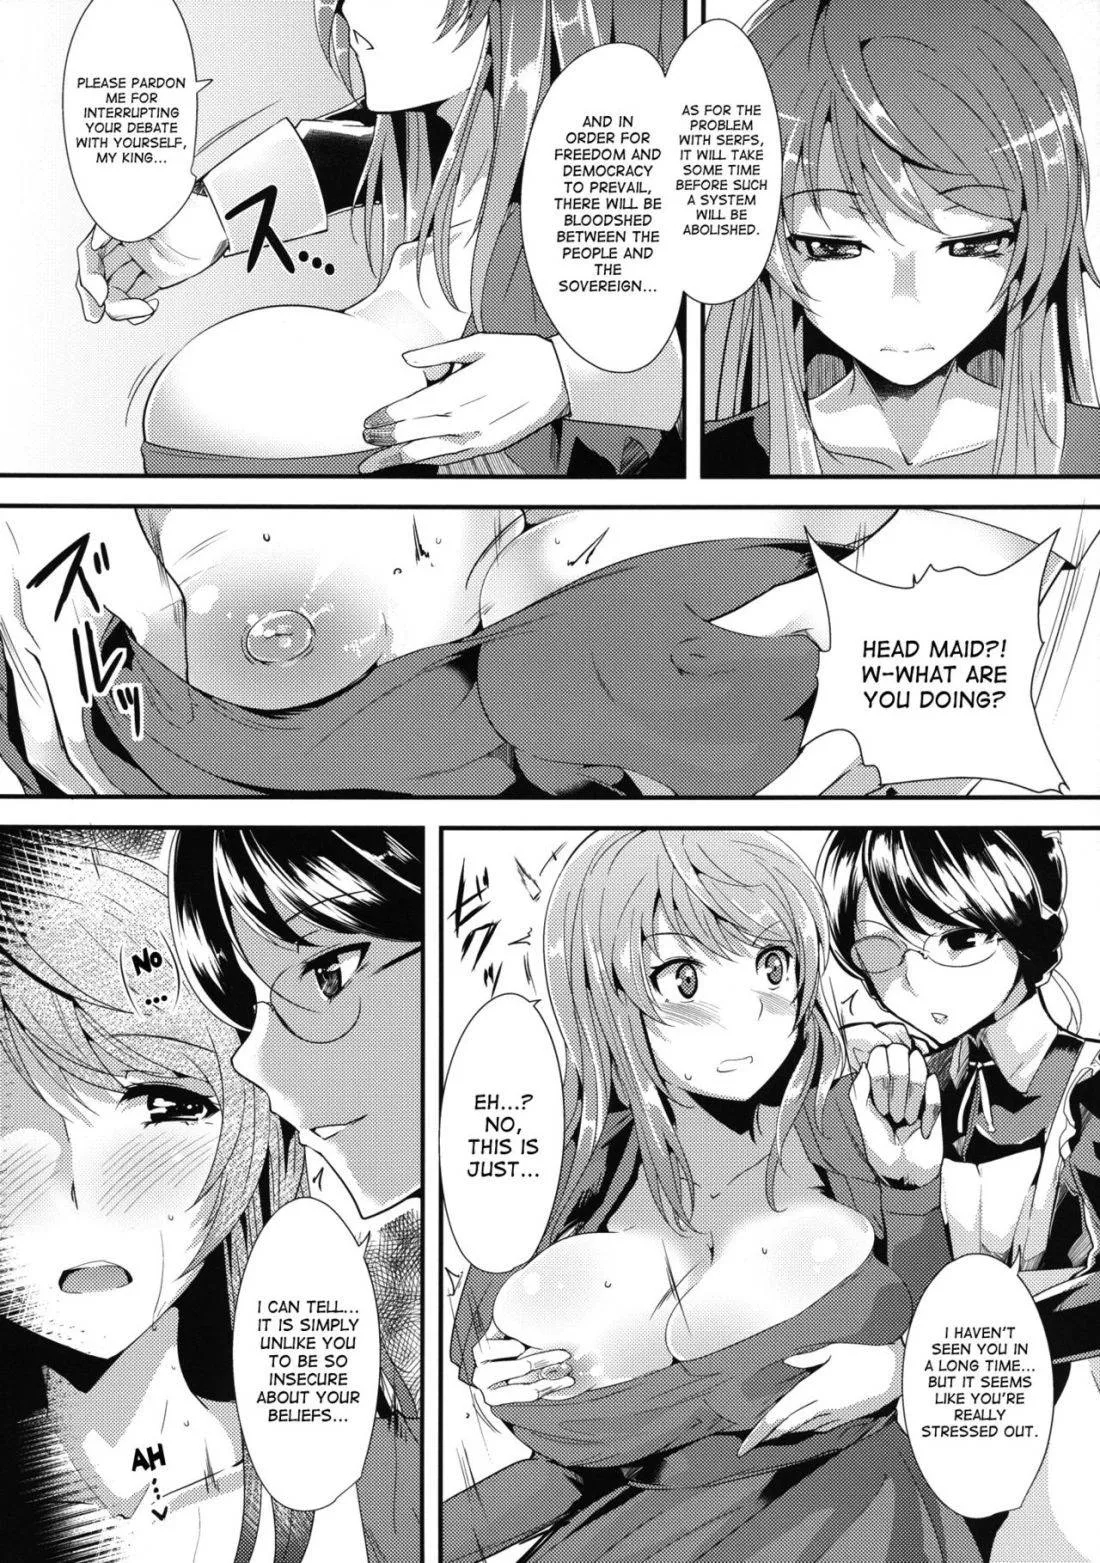 AS FOR THE
PROBLEM
WITH SERFS,
IT WILL TAKE
SOME TIME
BEFORE SUCH
A SYSTEM
WILL BE
ABOLISHED.
AND IN
ORDER FOR
FREEDOM AND
DEMOCRACY
TO PREVAIL,
THERE WILL BE
BLOODSHED
BETWEEN THE
PEOPLE AND
THE
SOVEREIGN...
PLEASE PARDON
ME FOR
INTERRUPTING
YOUR DEBATE
WITH YOURSELF,
MY KING...
ス...
HEAD MAID?!
W-WHAT ARE
YOU DOING?
ズルッ
EH...?
NO,
THIS IS
JUST...
I HAVEN'T
SEEN YOU IN
A LONG TIME...
BUT IT SEEMS
LIKE YOU'RE
REALLY
STRESSED OUT.
NO
...
I CAN TELL...
IT IS SIMPLY
UNLIKE YOU
TO BE SO
INSECURE
ABOUT YOUR
BELIEFS...
AH
...